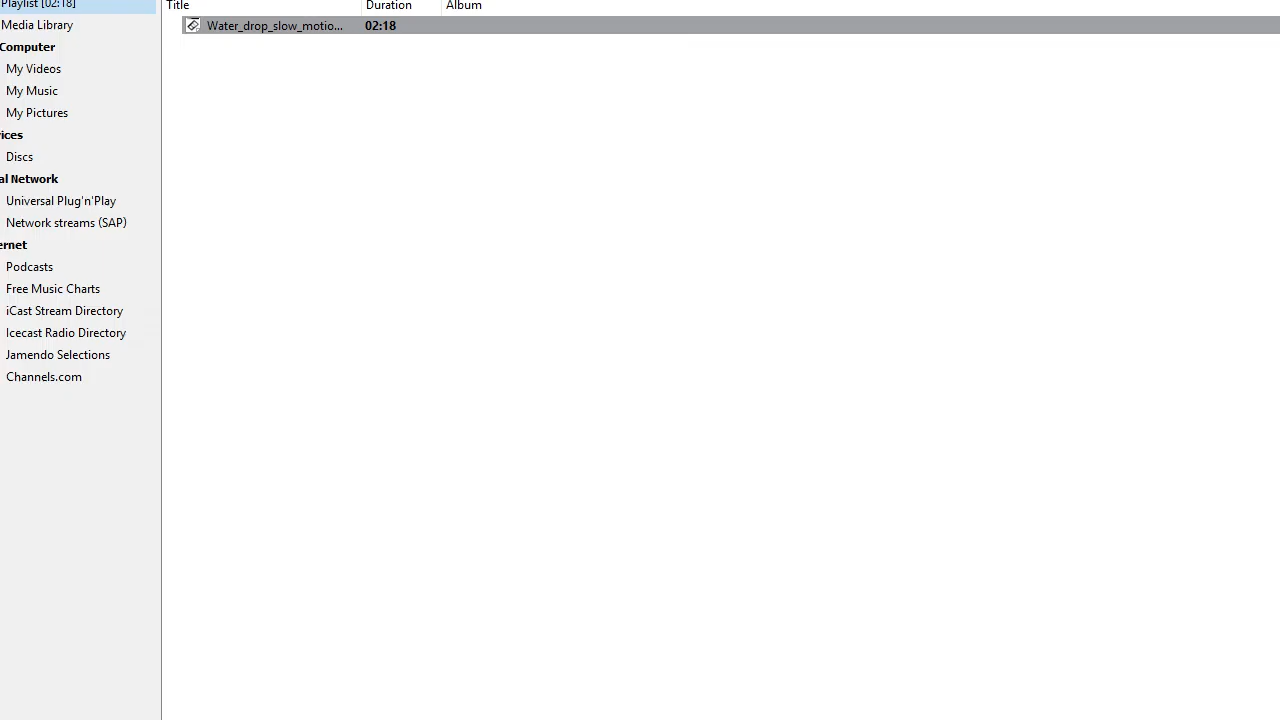 Playlist [02:18]
Title Duration Album
Media Library
Water_drop_slow_motio... 02:18
Computer
My Videos
My Music
My Pictures
ices
Discs
al Network
Universal Plug'n'Play
Network streams (SAP)
ernet
Podcasts
Free Music Charts
iCast Stream Directory
Icecast Radio Directory
Jamendo Selections
Channels.com